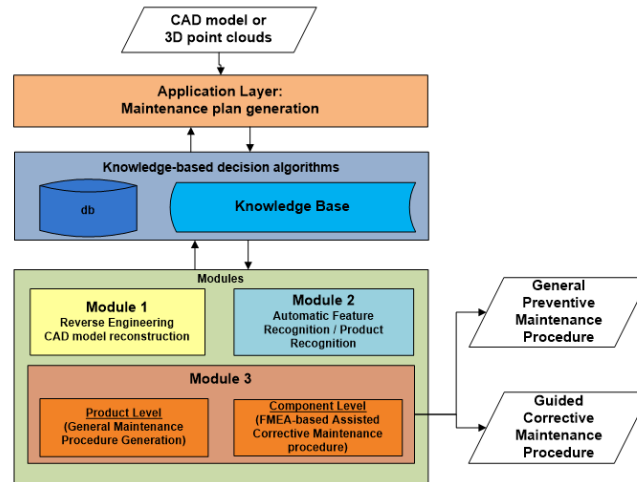 CAD model or
3D point clouds
Application Layer:
Maintenance plan generation
Knowledge-based decision algorithms
db
Knowledge Base
Modules
Module 1
Reverse Engineering
CAD model reconstruction
Module 2
Automatic Feature
Recognition / Product
Recognition
Module 3
Product Level
(General Maintenance
Procedure Generation)
Component Level
(FMEA-based Assisted
Corrective Maintenance
procedure)
General
Preventive
Maintenance
Procedure
Guided
Corrective
Maintenance
Procedure